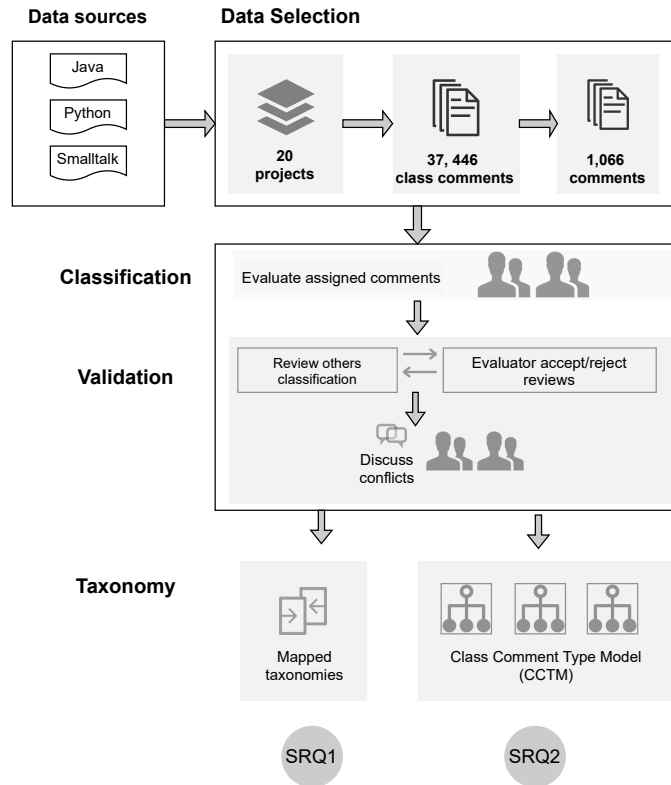 Data sources
Data Selection
Java
Python
Smalltalk
20
projects
37, 446
class comments
1,066
comments
Classification
Evaluate assigned comments
Validation
Review others
classification
Evaluator accept/reject
reviews
Discuss
conflicts
Taxonomy
Mapped
taxonomies
Class Comment Type Model
(CCTM)
SRQ1
SRQ2